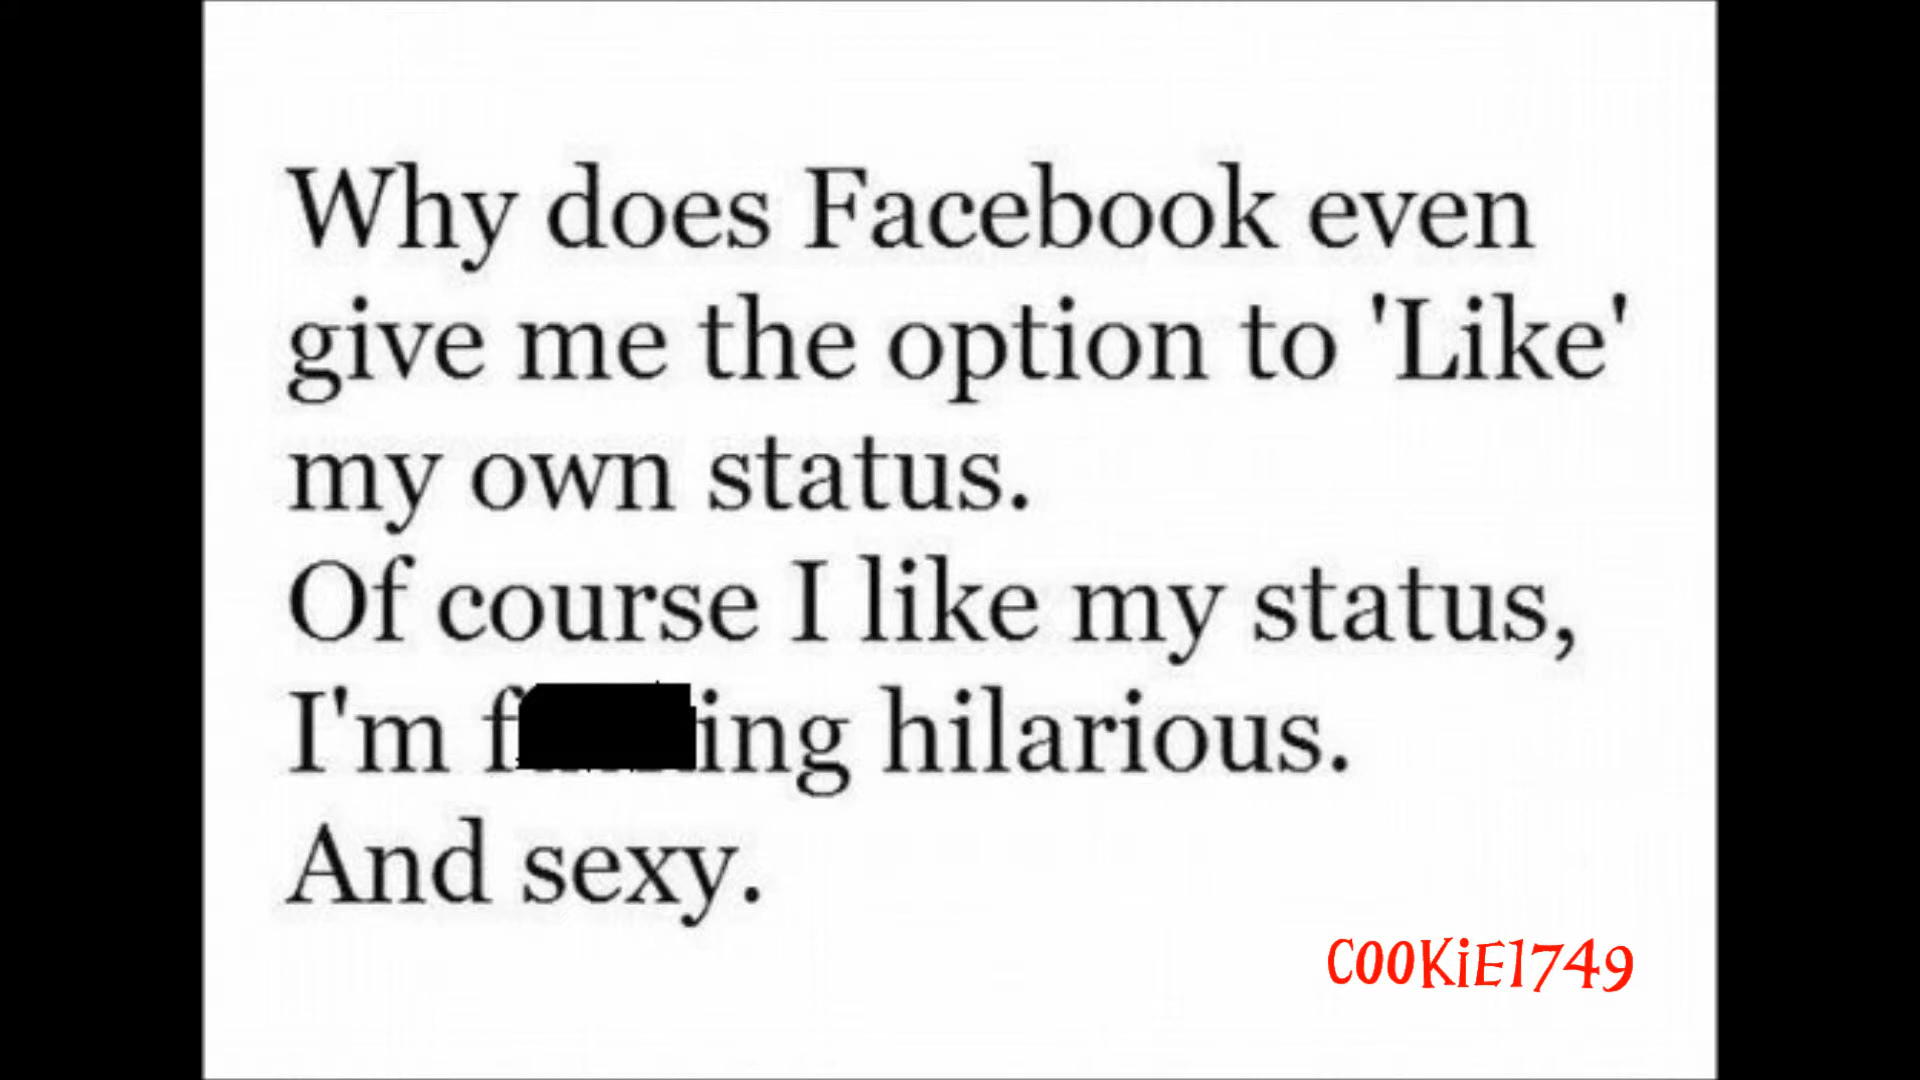 Why does Facebook even
give me the option to 'Like'
my own status.
Of course I like my status,
I'm hilarious.
And sexy.
COOKiE1749